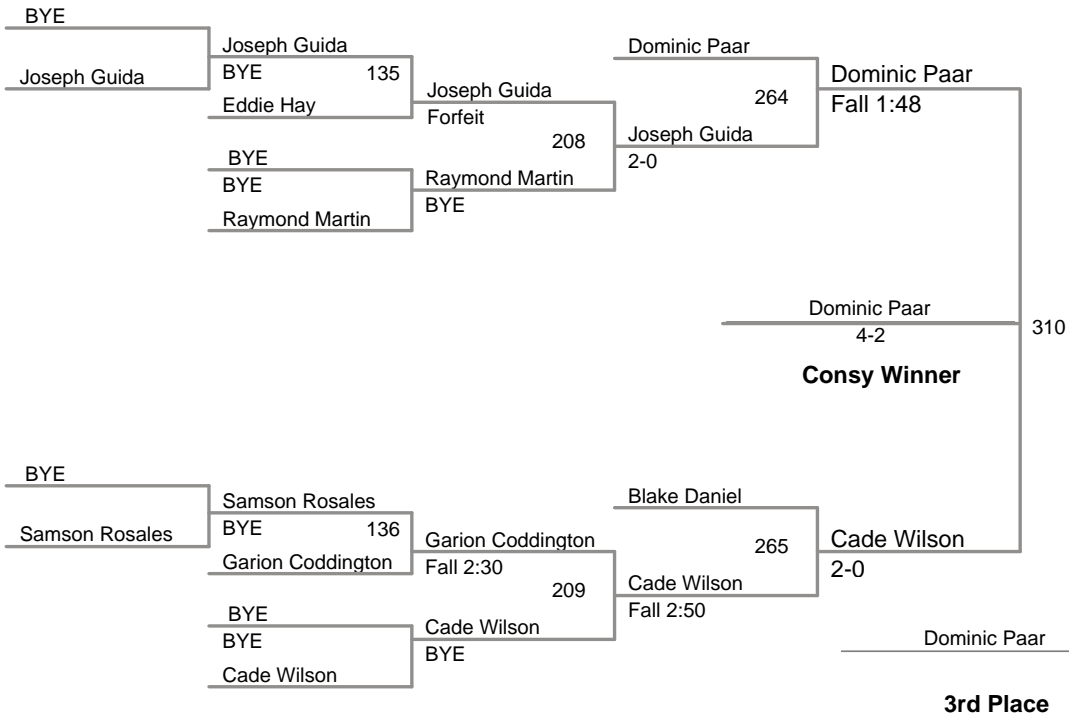 BYE
Joseph Guida
Dominic Paar
Joseph Guida
BYE
135
Dominic Paar
Eddie Hay
Joseph Guida
264
Fall 1:48
Forfeit
208
Joseph Guida
BYE
2-0
BYE
Raymond Martin
Raymond Martin
BYE
Dominic Paar
310
4-2
Consy Winner
BYE
Samson Rosales
Blake Daniel
Samson Rosales
BYE
136
Garion Coddington
265
Cade Wilson
Garion Coddington
Fall 2:30
2-0
209
Cade Wilson
BYE
Fall 2:50
BYE
Cade Wilson
Dominic Paar
BYE
Cade Wilson
3rd Place